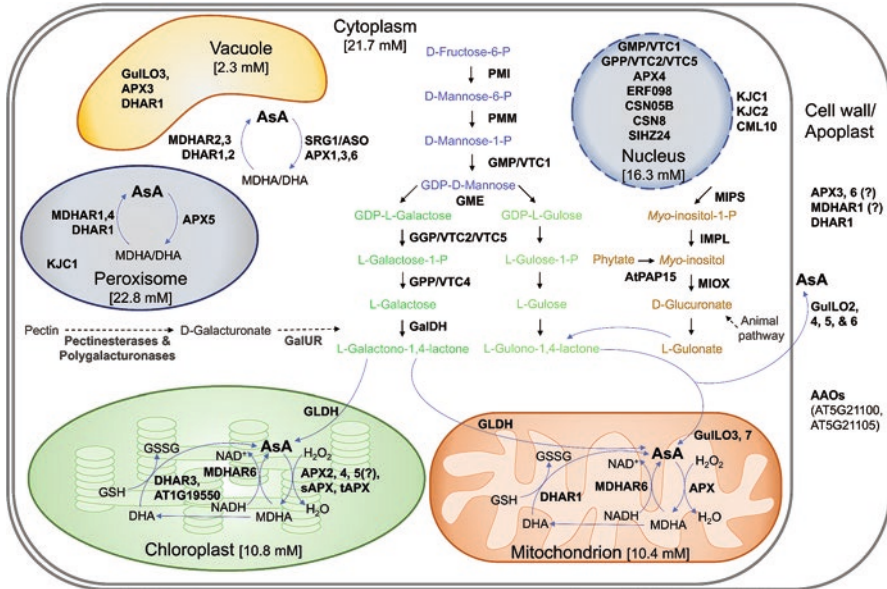 Cytoplasm
[21.7 mM]
Vacuole
[2.3 mM]
GulLO3,
APX3
DHAR1
AsA
MDHAR2,3
DHAR1,2
SRG1/ASO
APX1,3,6
MDHA/DHA
AsA
MDHAR1,4
DHAR1
APX5
MDHA/DHA
KJC1
Peroxisome
[22.8 mM]
D-Fructose-6-P
PMI
D-Mannose-6-P
PMM
D-Mannose-1-P
GMP/VTC1
GDP-D-Mannose
GME
GDP-L-Galactose
GDP-L-Gulose
GGP/VTC2/VTC5
L-Galactose-1-P
L-Gulose-1-P
GPP/VTC4
L-Galactose
L-Gulose
GalDH
L-Galactono-1,4-lactone
L-Gulono-1,4-lactone
Pectin
Pectinesterases &
Polygalacturonases
D-Galacturonate
GalUR
GMP/VTC1
GPP/VTC2/VTC5
APX4
ERF098
CSN05B
CSN8
SIHZ24
Nucleus
[16.3 mM]
KJC1
KJC2
CML10
MIPS
Myo-inositol-1-P
IMPL
Phytate
Myo-inositol
AtPAP15
MIOX
D-Glucuronate
Animal
pathway
L-Gulonate
Cell wall/
Apoplast
APX3, 6 (?)
MDHAR1 (?)
DHAR1
AsA
GulLO2,
4, 5, & 6
AAOs
(AT5G21100,
AT5G21105)
GLDH
AsA
GSSG
NAD+
H2O2
MDHAR6
APX2, 4, 5(?),
sAPX, tAPX
DHAR3,
AT1G19550
GSH
NADH
H2O
DHA
MDHA
Chloroplast [10.8 mM]
GLDH
GulLO3, 7
AsA
GSSG
NAD+
H2O2
MDHAR6
APX
DHAR1
GSH
NADH
H2O
DHA
MDHA
Mitochondrion [10.4 mM]